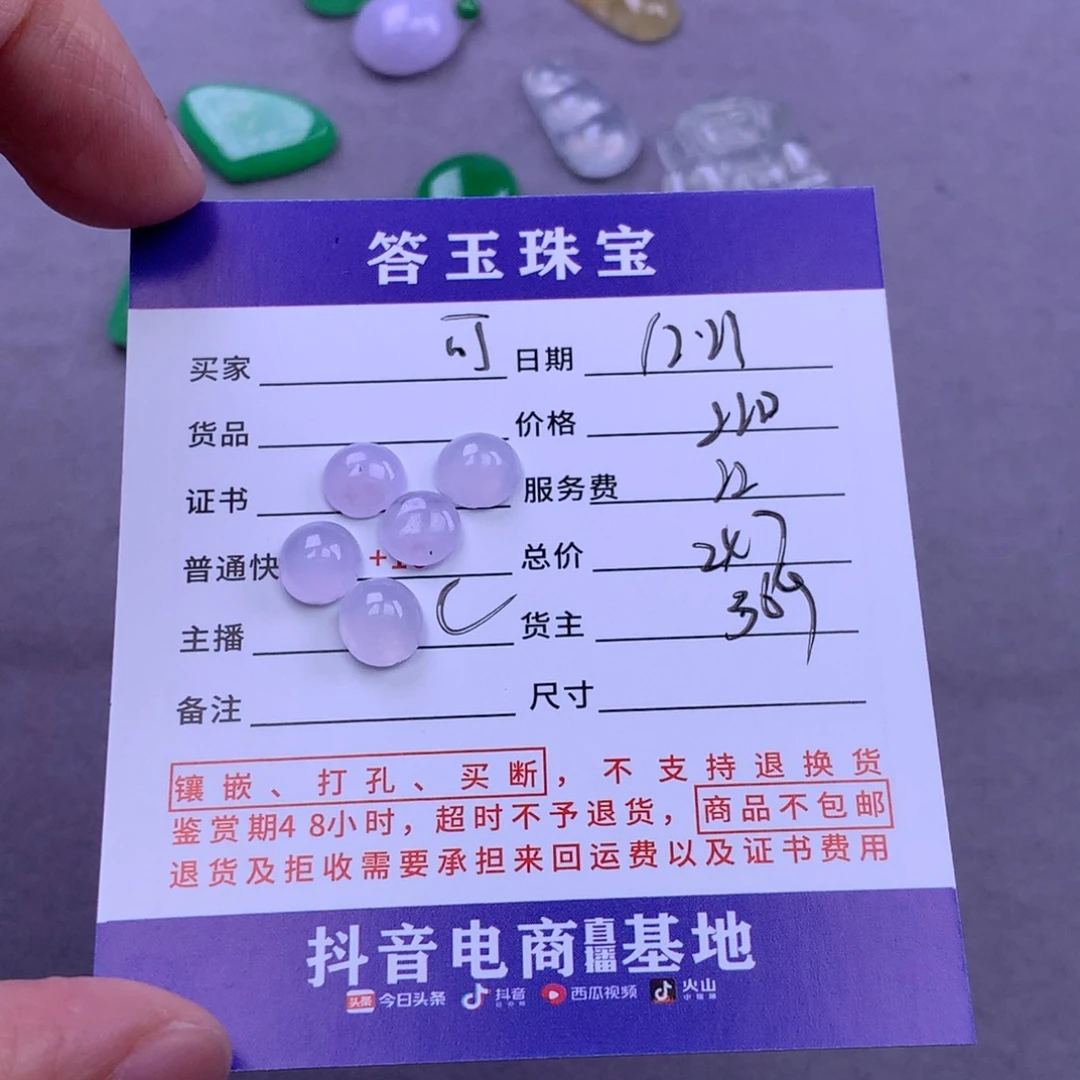 答玉珠宝
买家 可 日期 12.21
货品 价格
证书 服务费
普通快 总价 247
主播 货主 369
备注 尺寸
镶嵌、打孔、买断，不支持退换货
鉴赏期48小时，超时不予退货，商品不包邮
退货及拒收需要承担来回运费以及证书费用
抖音电商直播基地
头条 今日头条 抖音 西瓜视频 火山